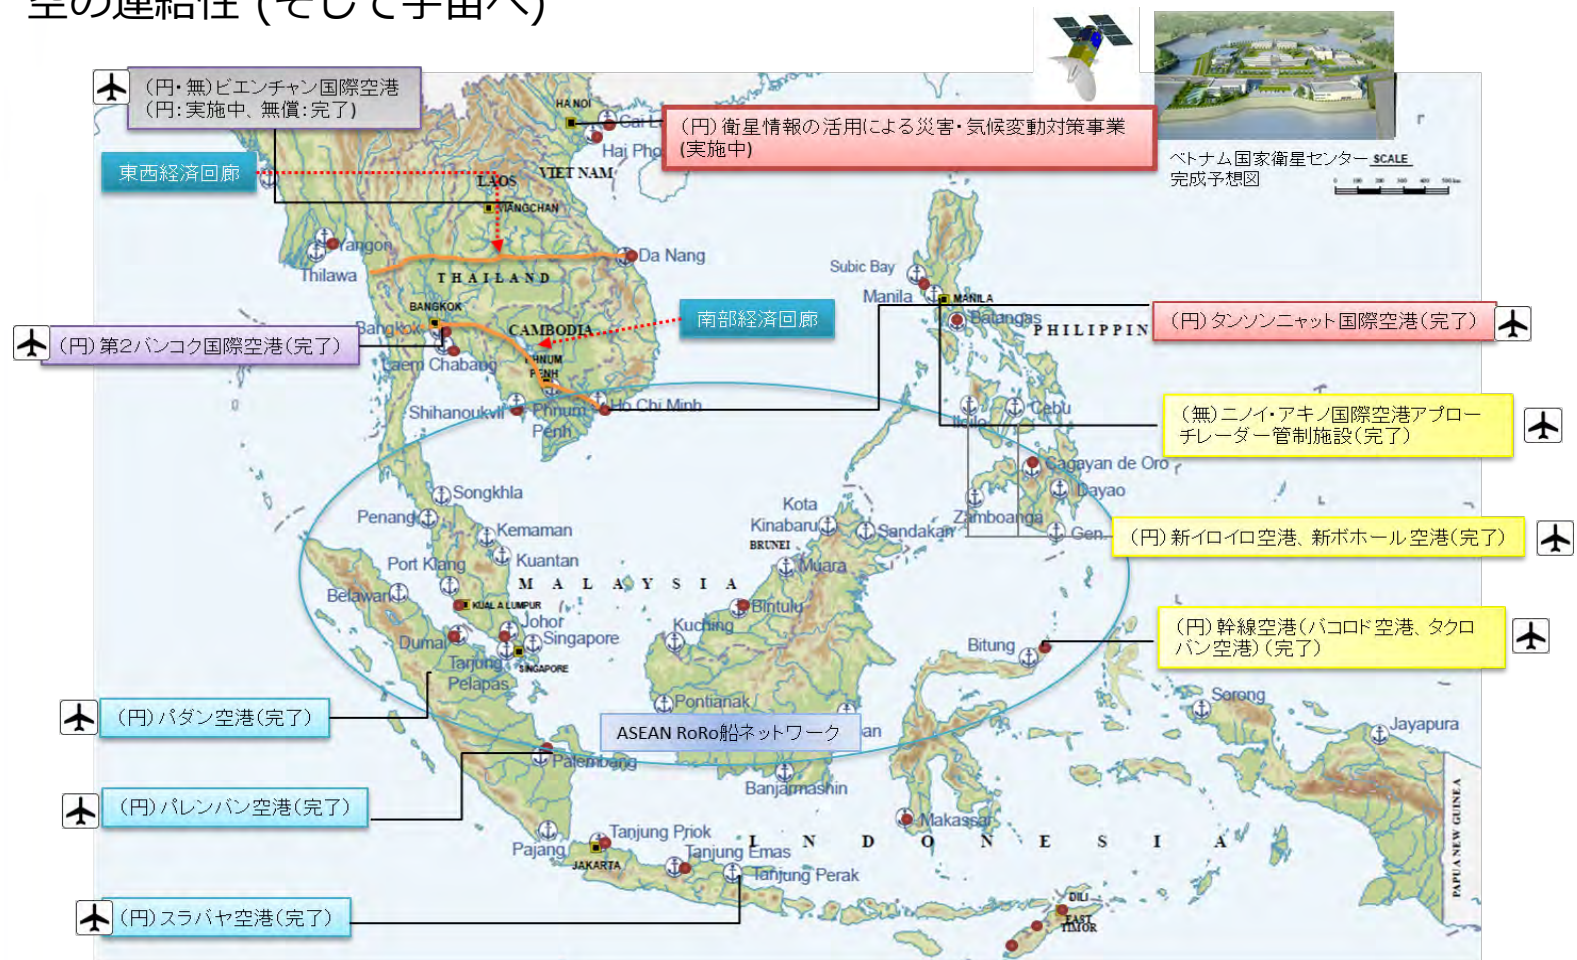 空の連結性 (そして宇宙へ)
(円・無)ビエンチャン国際空港
(円:実施中、無償:完了)
HANOI
Hai Pho
(円) 衛星情報の活用による災害・気候変動対策事業
(実施中)
ベトナム国家衛星センター
完成予想図
SCALE
東西経済回廊
LAOS
VIET NAM
VIANGCHAN
Yangon
Thilawa
Da Nang
THAILAND
Subic Bay
Manila
MANILA
Batangas
PHILIPPIN
BANGKOK
Bangkok
CAMBODIA
南部経済回廊
(円)タンソンニャット国際空港(完了)
(円)第2バンコク国際空港(完了)
Laem Chabang
PHNUM
PENH
Shihanoukvil
Phnum
Penh
Ho Chi Minh
Iloilo
Cebu
(無)ニノイ・アキノ国際空港アプロー
チレーダー管制施設(完了)
Cagayan de Oro
Dayao
Zamboanga
Gen.
Songkhla
Penang
Kemaman
Kuantan
Kota
Kinabaru
Sandakan
BRUNEI
Muara
(円)新イロイロ空港、新ボホール空港(完了)
Port Klang
MALAYSIA
Belawan
KUALA LUMPUR
Bintulu
Johor
Kuching
Dumai
Singapore
Tanjung
Pelapas
SINGAPORE
Bitung
(円)幹線空港(バコロド空港、タクロ
バン空港)(完了)
Pontianak
Sorong
Jayapura
(円)パダン空港(完了)
ASEAN RoRo船ネットワーク
an
Palembang
Banjarmashin
(円)パレンバン空港(完了)
Makassar
Pajang
Tanjung Priok
JAKARTA
Tanjung Emas
Tanjung Perak
INDONESIA
PAPUA NEW GUINEA
(円)スラバヤ空港(完了)
DILI
EAST
TIMOR